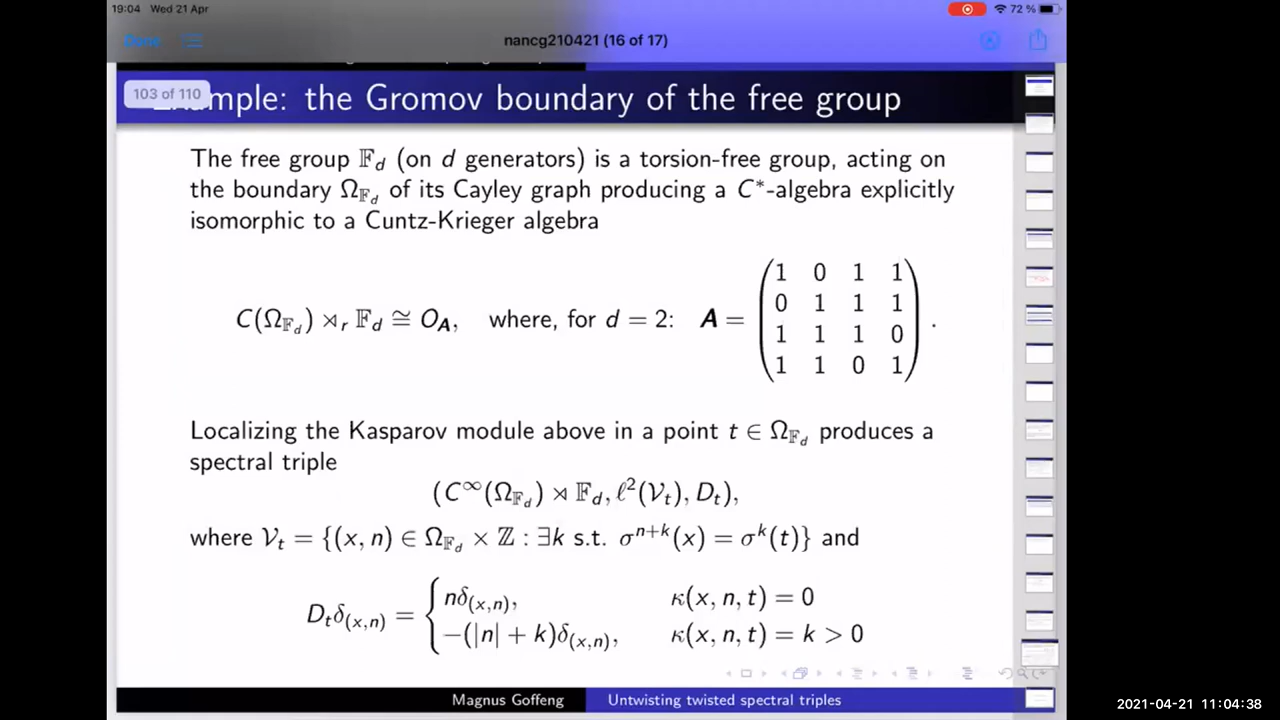 19:04 Wed 21 Apr
72 %
Done
nancg210421 (16 of 17)
103 of 110
Example: the Gromov boundary of the free group
The free group 𝔽_d (on d generators) is a torsion-free group, acting on
the boundary Ω_{𝔽_d} of its Cayley graph producing a C*-algebra explicitly
isomorphic to a Cuntz-Krieger algebra
C(Ω_{𝔽_d}) ⋊_r 𝔽_d ≅ O_A, where, for d = 2: A = (1 0 1 1
0 1 1 1
1 1 1 0
1 1 0 1) .
Localizing the Kasparov module above in a point t ∈ Ω_{𝔽_d} produces a
spectral triple
(C^∞(Ω_{𝔽_d}) ⋊ 𝔽_d, ℓ²(𝒱_t), D_t),
where 𝒱_t = {(x, n) ∈ Ω_{𝔽_d} × ℤ : ∃k s.t. σ^{n+k}(x) = σ^k(t)} and
D_tδ_{(x,n)} = { nδ_{(x,n)}, κ(x, n, t) = 0
−(|n| + k)δ_{(x,n)}, κ(x, n, t) = k > 0
Magnus Goffeng Untwisting twisted spectral triples
2021-04-21 11:04:38